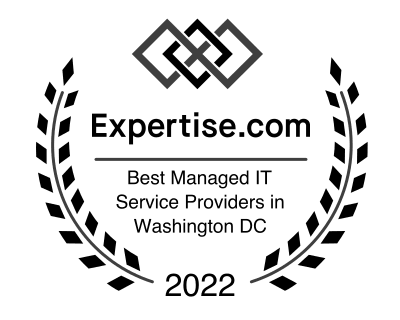 Expertise.com
Best Managed IT
Service Providers in
Washington DC
2022